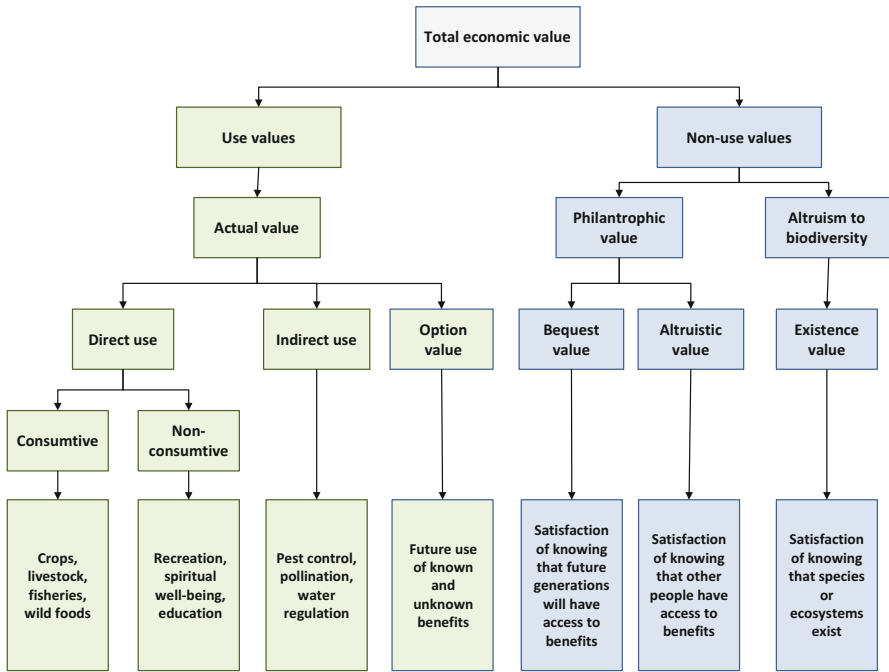 Total economic value
Use values
Non-use values
Actual value
Philantrophic
value
Altruism to
biodiversity
Direct use
Indirect use
Option
value
Bequest
value
Altruistic
value
Existence
value
Consumtive
Non-
consumtive
Crops,
livestock,
fisheries,
wild foods
Recreation,
spiritual
well-being,
education
Pest control,
pollination,
water
regulation
Future use
of known
and
unknown
benefits
Satisfaction
of knowing
that future
generations
will have
access to
benefits
Satisfaction
of knowing
that other
people have
access to
benefits
Satisfaction
of knowing
that species
or
ecosystems
exist